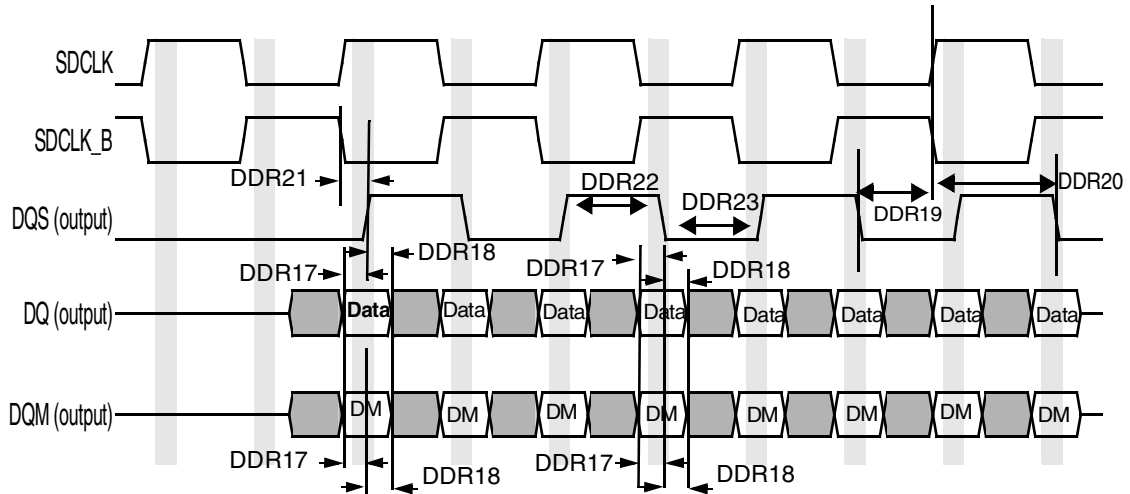 SDCLK
SDCLK_B
DDR21
DDR22
DDR20
DDR23
DDR19
DQS (output)
DDR18
DDR17
DDR17
DDR18
DQ (output)
Data Data Data Data Data Data Data Data
DQM (output)
DM DM DM DM DM DM DM DM
DDR17
DDR18
DDR17
DDR18